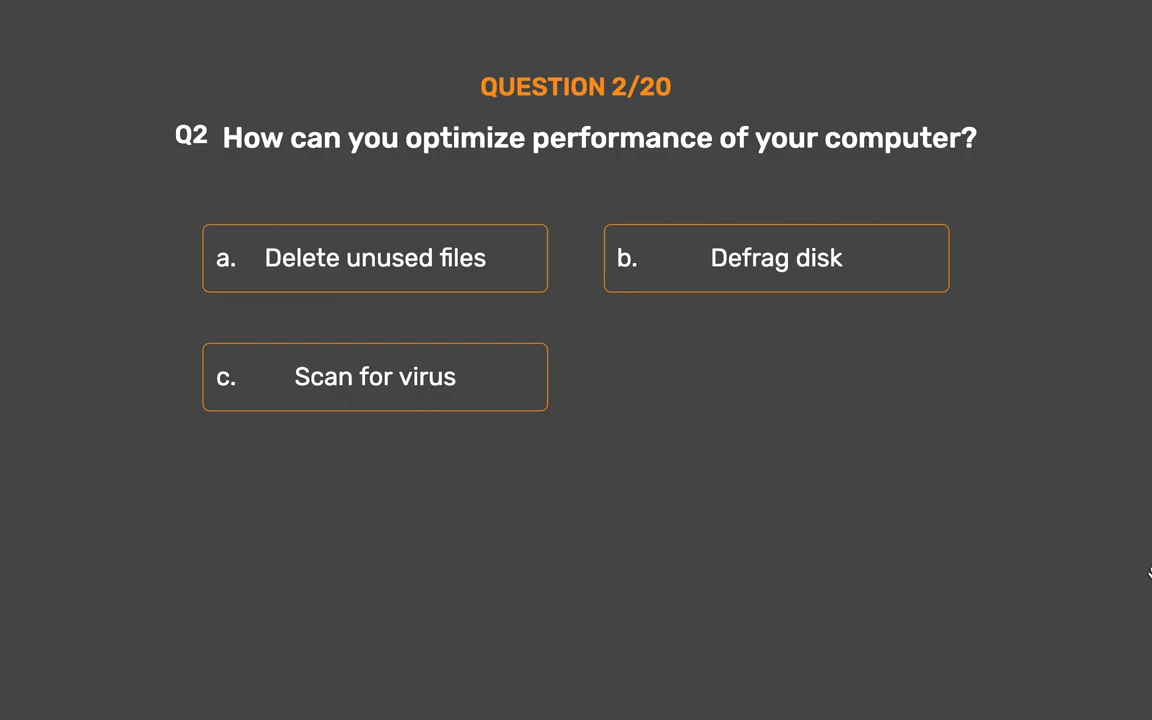 QUESTION 2/20
Q2 How can you optimize performance of your computer?
a. Delete unused files
b. Defrag disk
c. Scan for virus